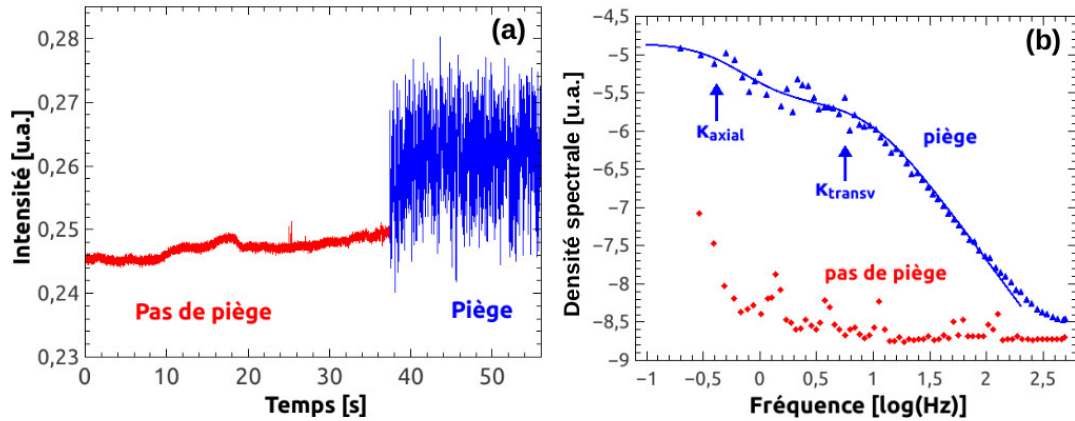 (a)
Intensité [u.a.]
0,28
0,27
0,26
0,25
0,24
0,23
Pas de piège
Piège
0
10
20
30
40
50
Temps [s]
(b)
Densité spectrale [u.a.]
−4,5
−5
−5,5
−6
−6,5
−7
−7,5
−8
−8,5
−9
Kaxial
Ktransv
piège
pas de piège
−1
−0,5
0
0,5
1
1,5
2
2,5
Fréquence [log(Hz)]